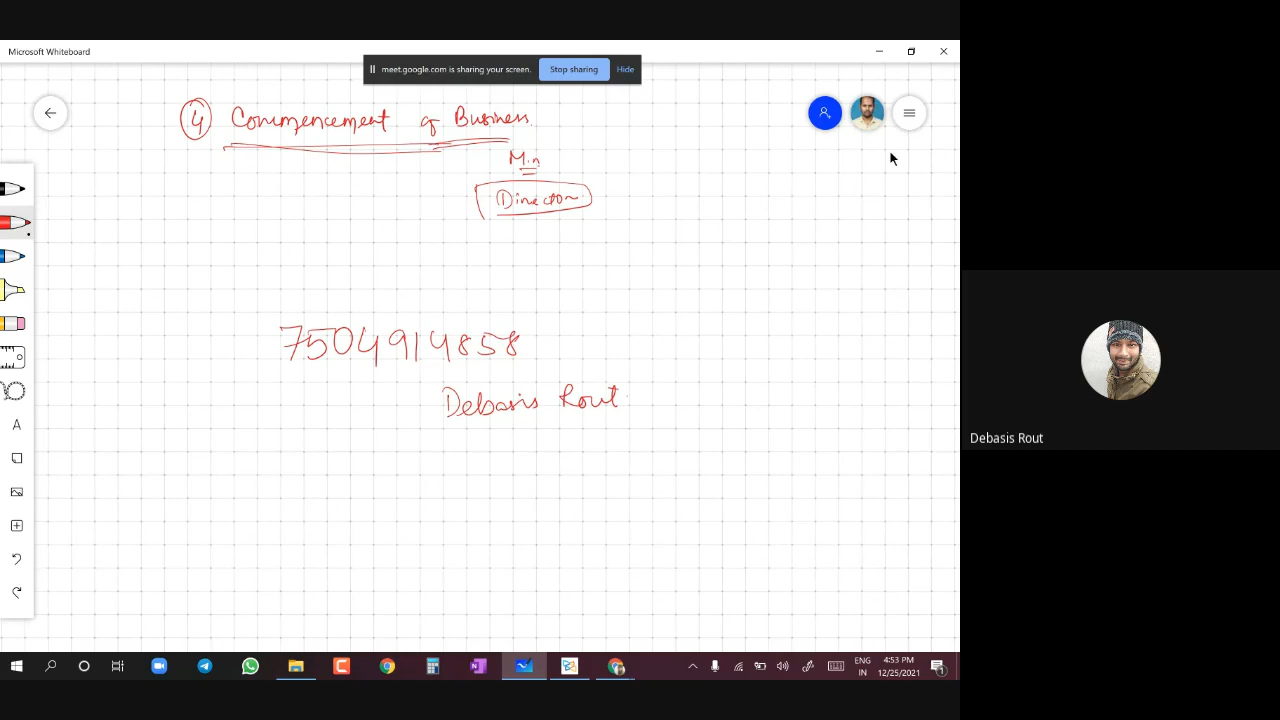 Microsoft Whiteboard
meet.google.com is sharing your screen.
Stop sharing
Hide
4 Commencement of Business.
Min
Director
7504914858
Debasis Rout
Debasis Rout
A
ENG
IN
4:53 PM
12/25/2021
1